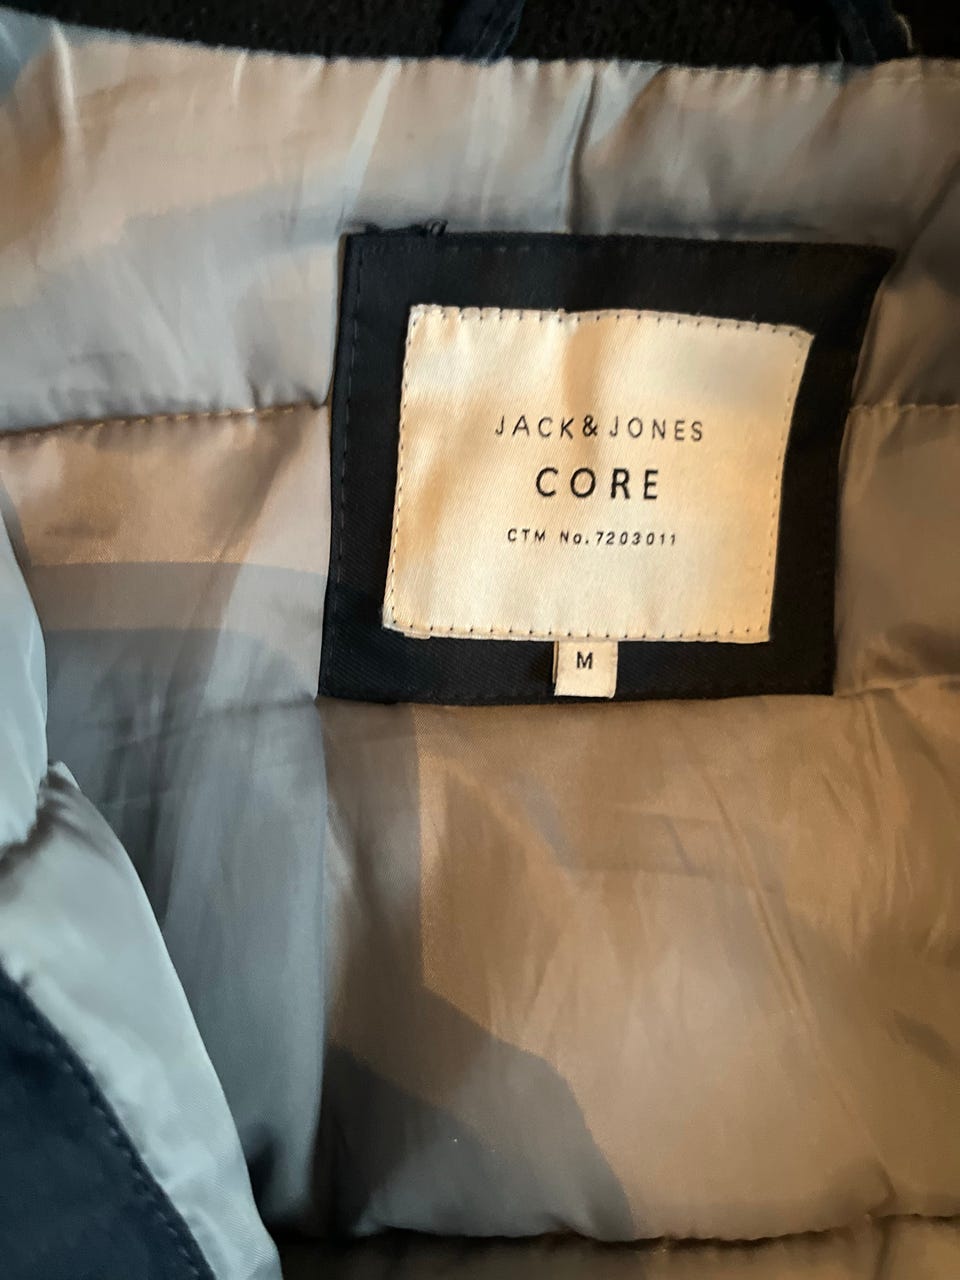 JACK & JONES
CORE
CTM No. 7203011
M